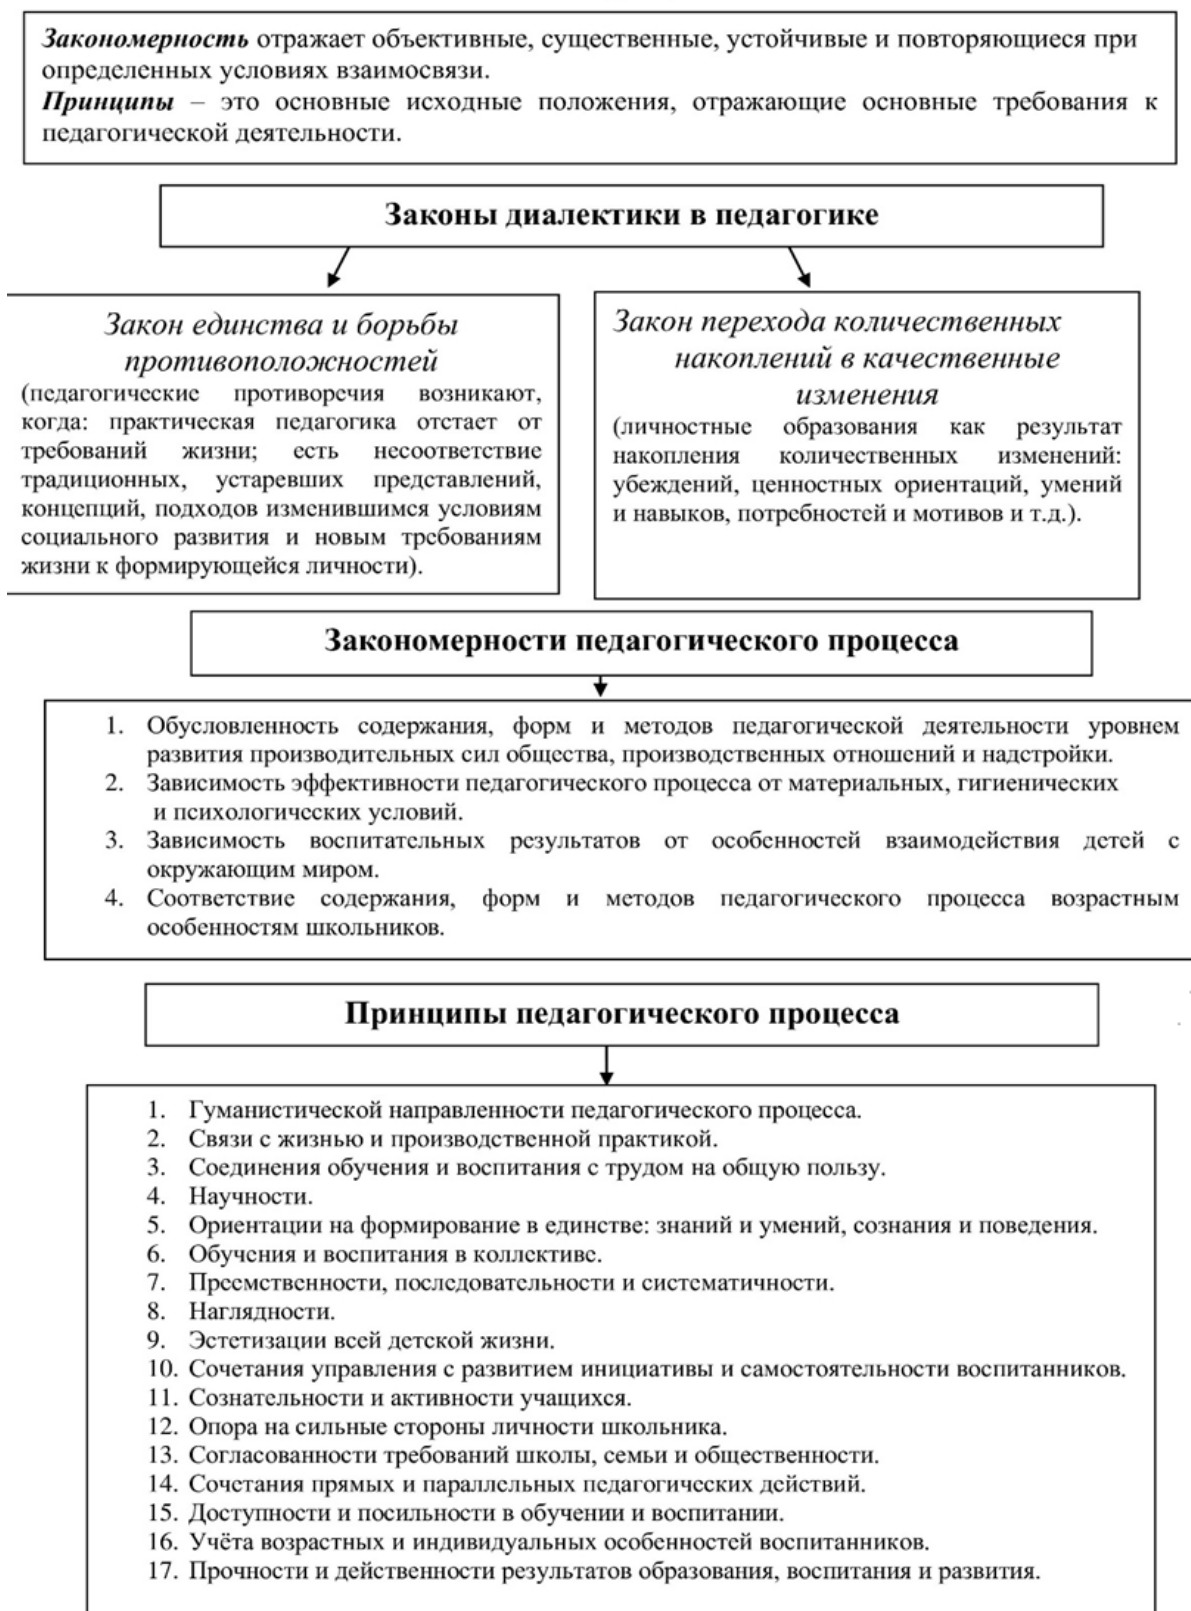 Закономерность отражает объективные, существенные, устойчивые и повторяющиеся при
определенных условиях взаимосвязи.
Принципы – это основные исходные положения, отражающие основные требования к
педагогической деятельности.
Законы диалектики в педагогике
Закон единства и борьбы
противоположностей
(педагогические противоречия возникают,
когда: практическая педагогика отстает от
требований жизни; есть несоответствие
традиционных, устаревших представлений,
концепций, подходов изменившимся условиям
социального развития и новым требованиям
жизни к формирующейся личности).
Закон перехода количественных
накоплений в качественные
изменения
(личностные образования как результат
накопления количественных изменений:
убеждений, ценностных ориентаций, умений
и навыков, потребностей и мотивов и т.д.).
Закономерности педагогического процесса
1. Обусловленность содержания, форм и методов педагогической деятельности уровнем
развития производительных сил общества, производственных отношений и надстройки.
2. Зависимость эффективности педагогического процесса от материальных, гигиенических
и психологических условий.
3. Зависимость воспитательных результатов от особенностей взаимодействия детей с
окружающим миром.
4. Соответствие содержания, форм и методов педагогического процесса возрастным
особенностям школьников.
Принципы педагогического процесса
1. Гуманистической направленности педагогического процесса.
2. Связи с жизнью и производственной практикой.
3. Соединения обучения и воспитания с трудом на общую пользу.
4. Научности.
5. Ориентации на формирование в единстве: знаний и умений, сознания и поведения.
6. Обучения и воспитания в коллективе.
7. Преемственности, последовательности и систематичности.
8. Наглядности.
9. Эстетизации всей детской жизни.
10. Сочетания управления с развитием инициативы и самостоятельности воспитанников.
11. Сознательности и активности учащихся.
12. Опора на сильные стороны личности школьника.
13. Согласованности требований школы, семьи и общественности.
14. Сочетания прямых и параллельных педагогических действий.
15. Доступности и посильности в обучении и воспитании.
16. Учёта возрастных и индивидуальных особенностей воспитанников.
17. Прочности и действенности результатов образования, воспитания и развития.